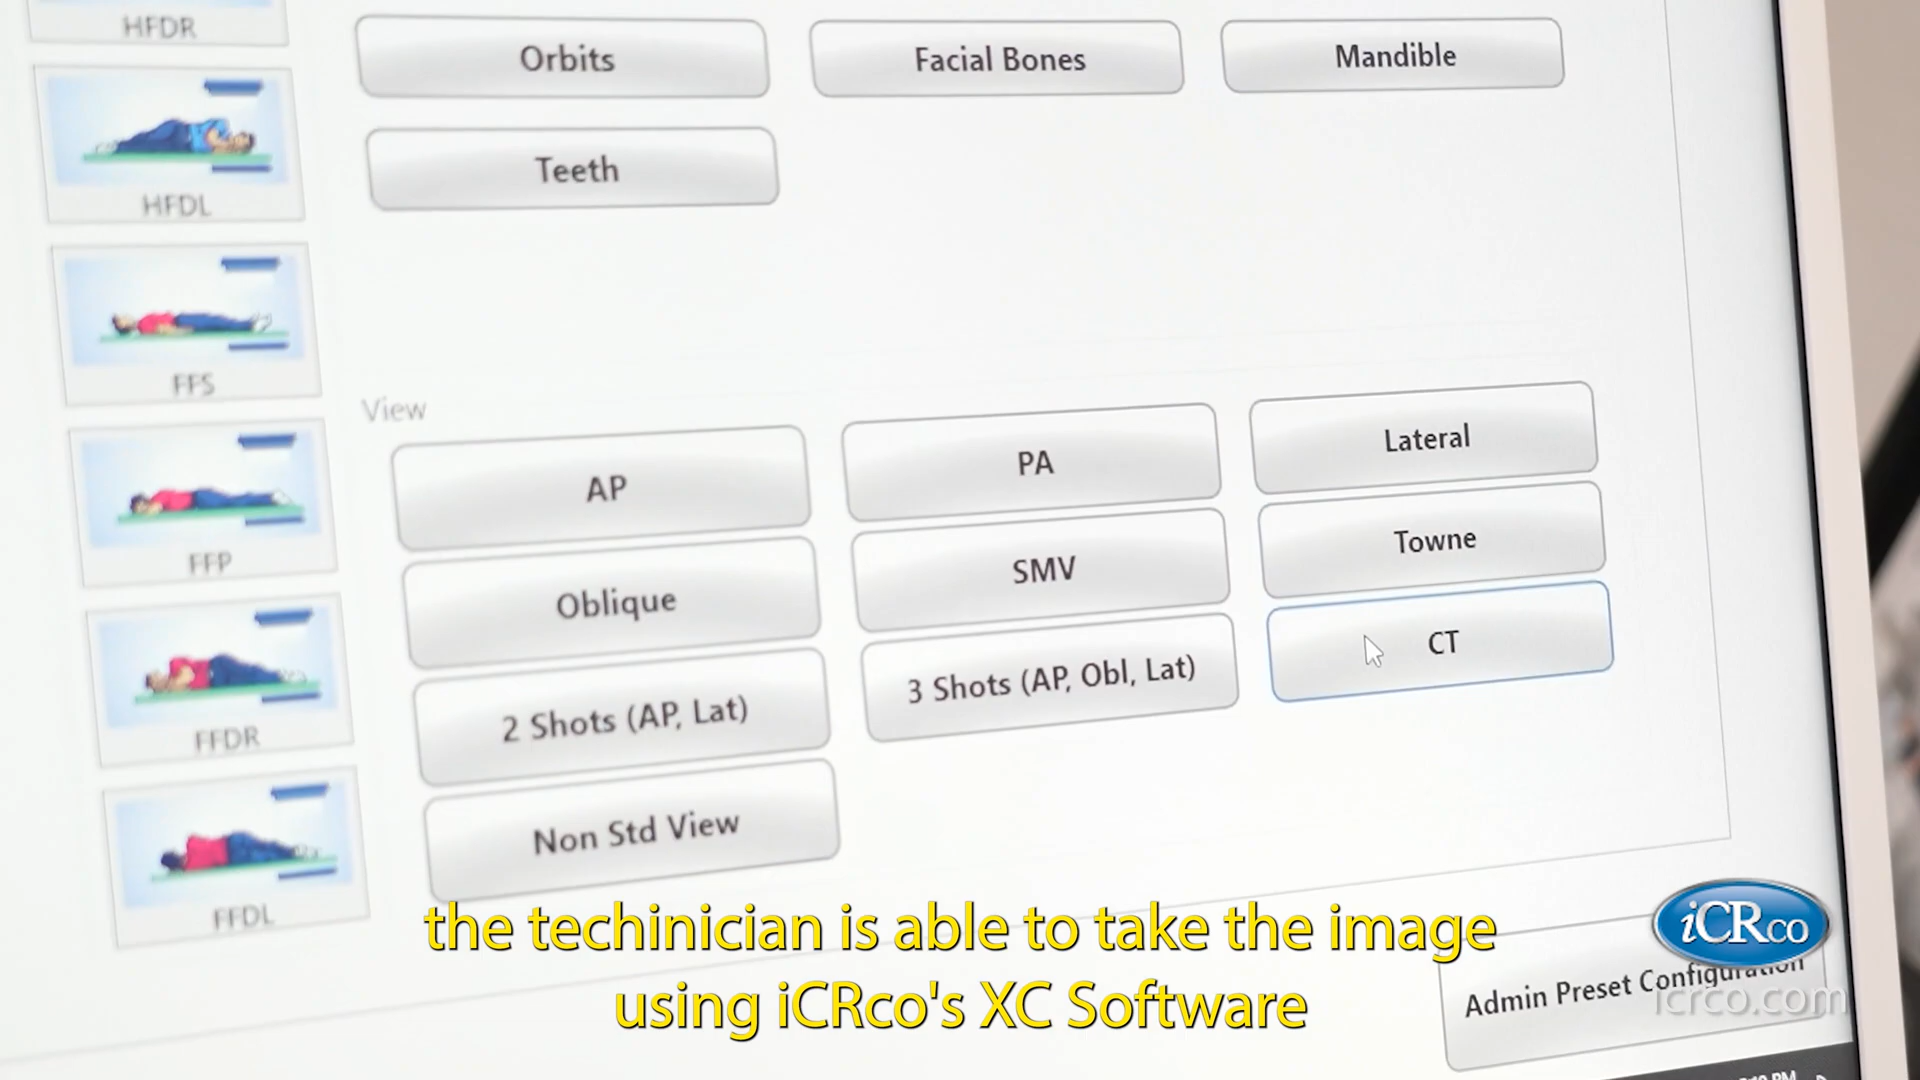 HFDR
HFDL
FFS
FFP
FFDR
FFDL
Orbits
Facial Bones
Mandible
Teeth
View
AP
PA
Lateral
Oblique
SMV
Towne
2 Shots (AP, Lat)
3 Shots (AP, Obl, Lat)
CT
Non Std View
the techinician is able to take the image
using iCRco's XC Software
iCRco
Admin Preset Configuration
icrco.com
PM